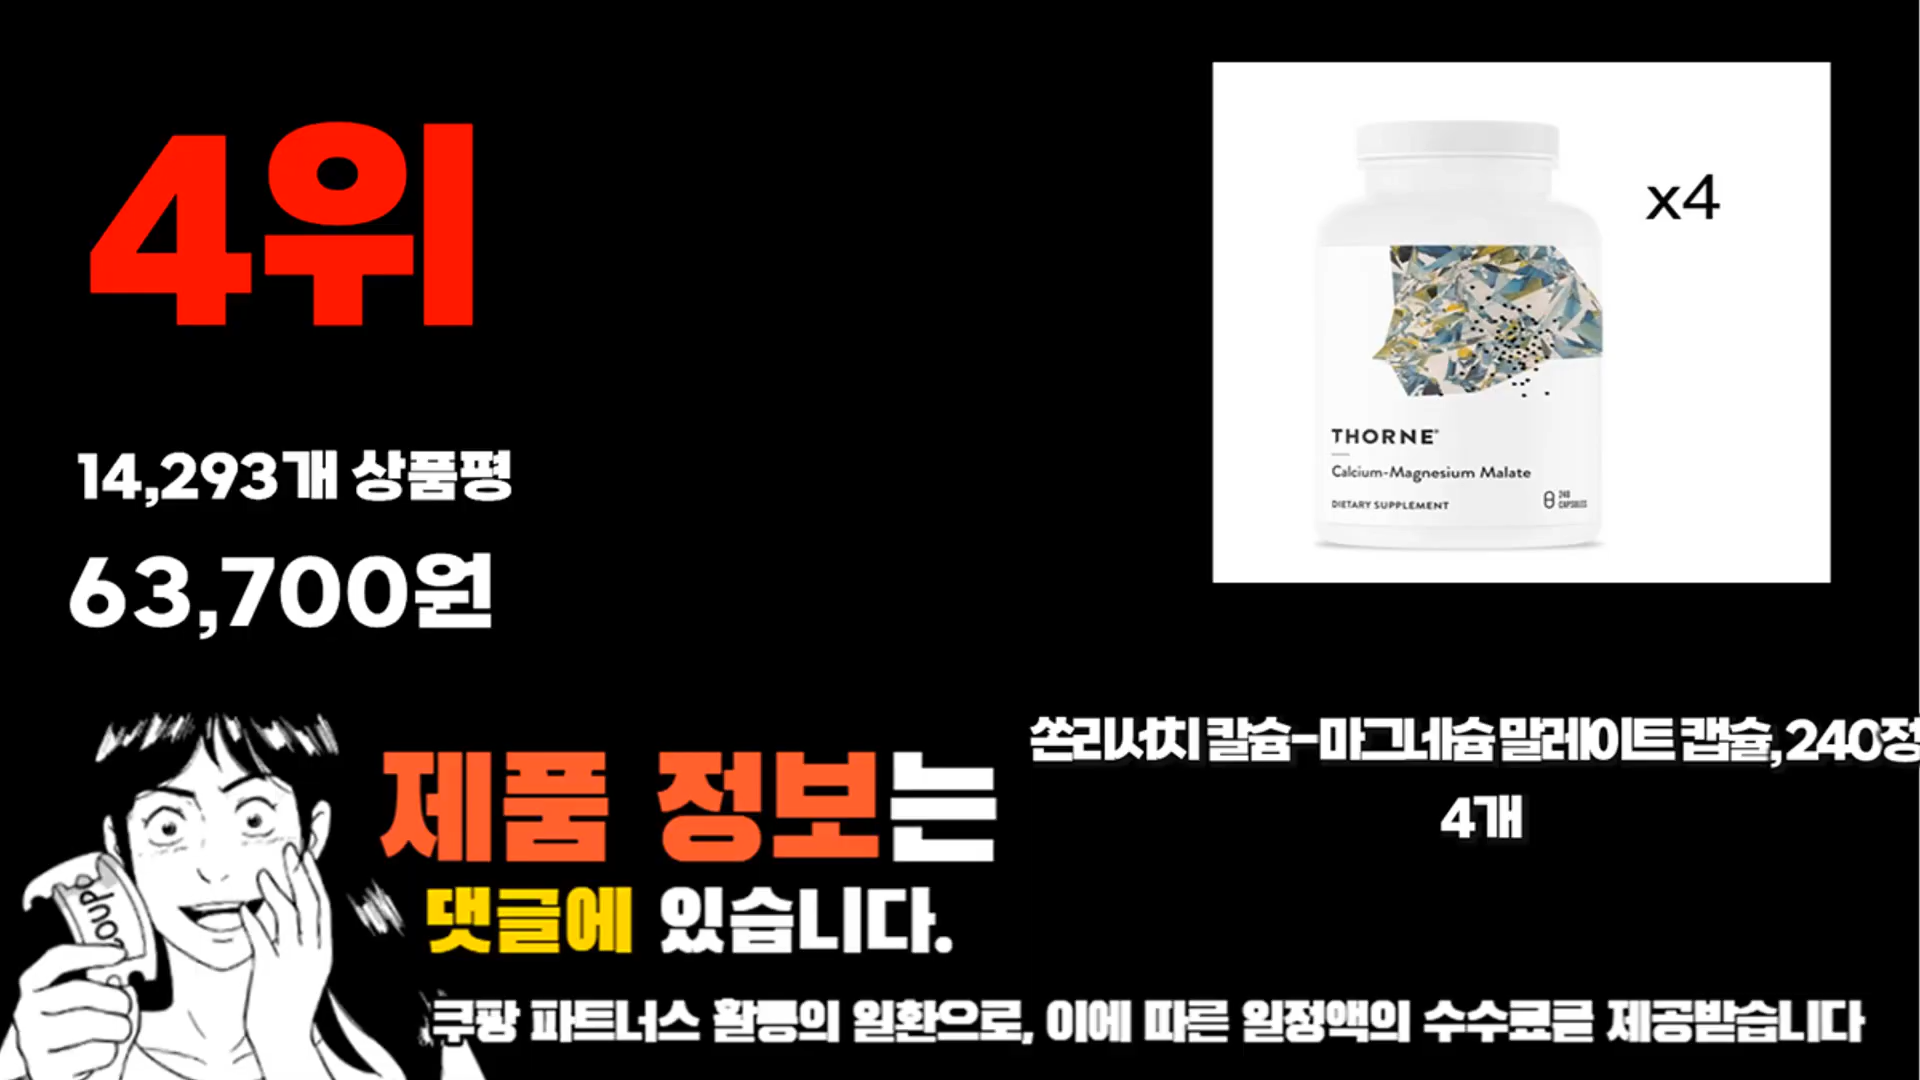 4위
14,293개 상품평
63,700원
x4
THORNE
Calcium-Magnesium Malate
DIETARY SUPPLEMENT
240
CAPSULES
쏜리서치 칼슘-마그네슘 말레이트 캡슐, 240정
4개
제품 정보는
댓글에 있습니다.
COUPO
쿠팡 파트너스 활동의 일환으로, 이에 따른 일정액의 수수료를 제공받습니다